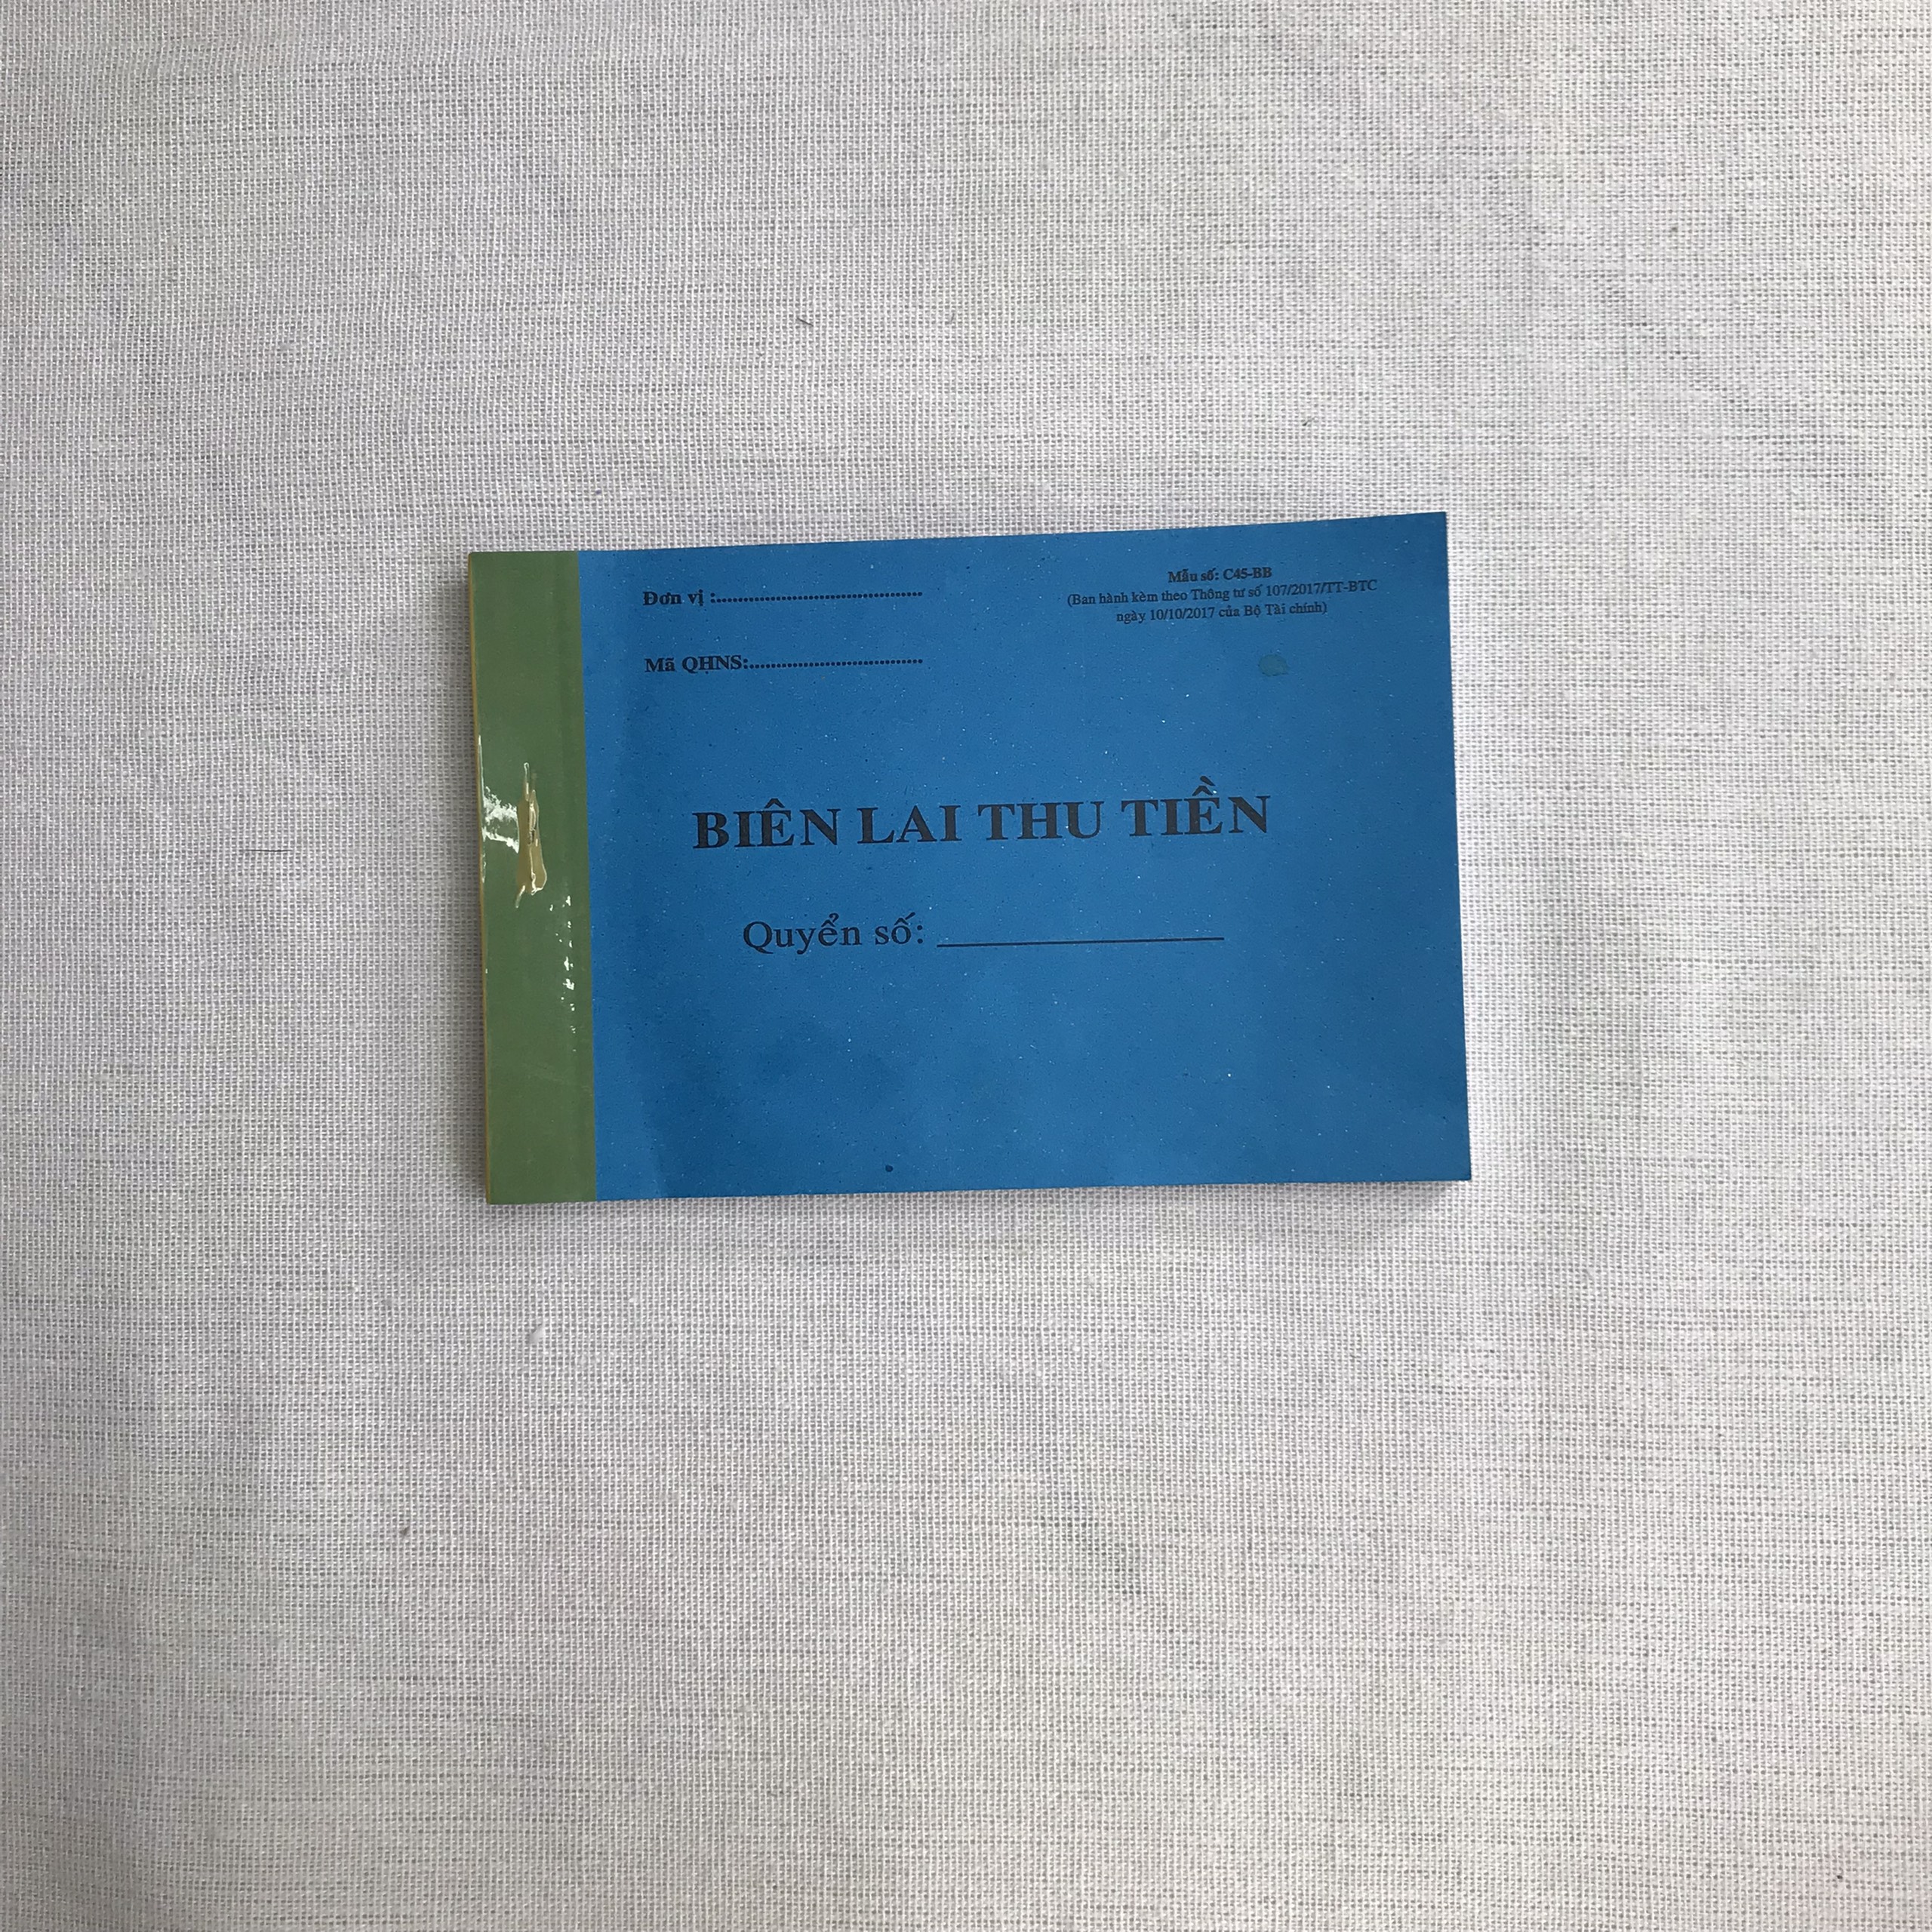 Đơn vị :......................................
Mã QHNS:................................
Mẫu số: C45-BB
(Ban hành kèm theo Thông tư số 107/2017/TT-BTC
ngày 10/10/2017 của Bộ Tài chính)
BIÊN LAI THU TIỀN
Quyển số: _______________